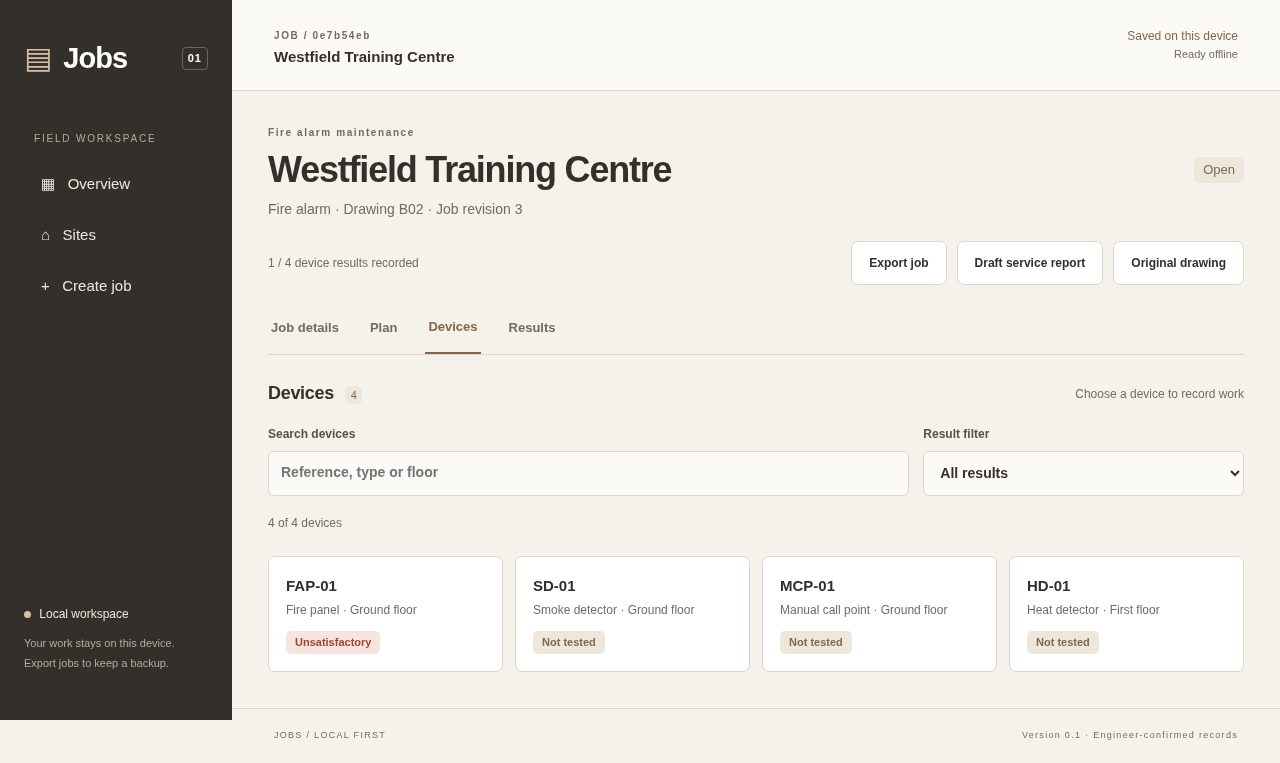 Jobs
01
FIELD WORKSPACE
Overview
Sites
+ Create job
Local workspace
Your work stays on this device.
Export jobs to keep a backup.
JOB / 0e7b54eb
Westfield Training Centre
Saved on this device
Ready offline
Fire alarm maintenance
Westfield Training Centre
Open
Fire alarm · Drawing B02 · Job revision 3
1 / 4 device results recorded
Export job
Draft service report
Original drawing
Job details
Plan
Devices
Results
Devices 4
Choose a device to record work
Search devices
Result filter
Reference, type or floor
All results
4 of 4 devices
FAP-01
Fire panel · Ground floor
Unsatisfactory
SD-01
Smoke detector · Ground floor
Not tested
MCP-01
Manual call point · Ground floor
Not tested
HD-01
Heat detector · First floor
Not tested
JOBS / LOCAL FIRST
Version 0.1 · Engineer-confirmed records